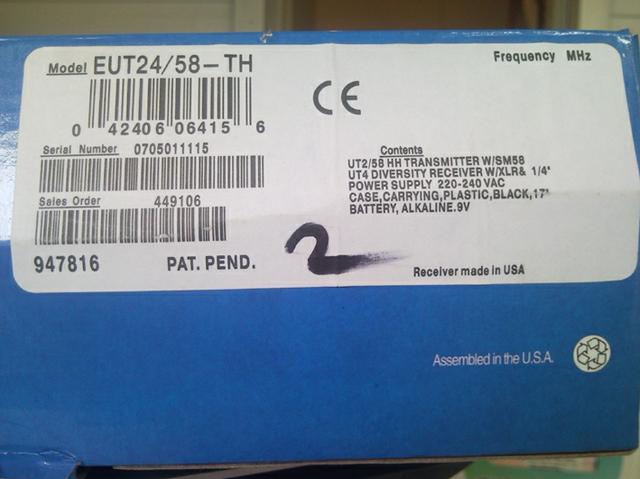 Model EUT24/58-TH
Frequency MHz
CE
0 42406 06415 6
Serial Number 0705011115
Sales Order 449106
947816 PAT. PEND.
Contents
UT2/58 HH TRANSMITTER W/SM58
UT4 DIVERSITY RECEIVER W/XLR& 1/4"
POWER SUPPLY 220-240 VAC
CASE,CARRYING,PLASTIC,BLACK,17"
BATTERY, ALKALINE.9V
2
Receiver made in USA
Assembled in the U.S.A.